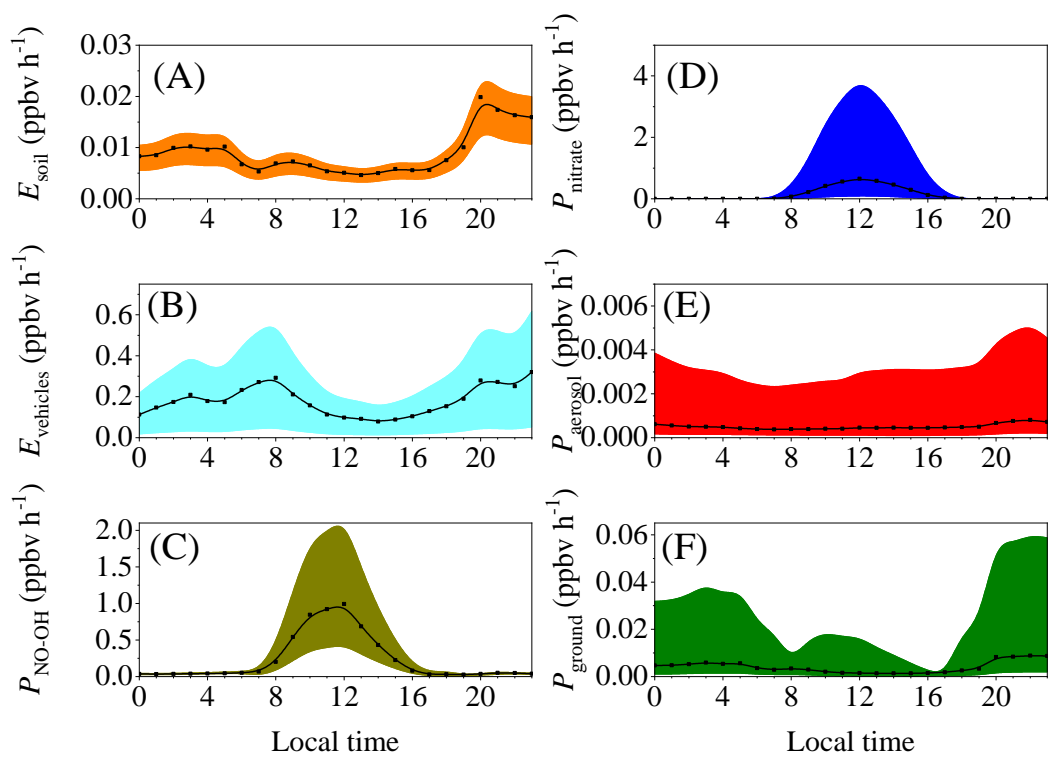 (A)
E_soil (ppbv h⁻¹)
0.03
0.02
0.01
0.00
0 4 8 12 16 20
(D)
P_nitrate (ppbv h⁻¹)
4
2
0
0 4 8 12 16 20
(B)
E_vehicles (ppbv h⁻¹)
0.6
0.4
0.2
0.0
0 4 8 12 16 20
(E)
P_aerosol (ppbv h⁻¹)
0.006
0.004
0.002
0.000
0 4 8 12 16 20
(C)
P_NO-OH (ppbv h⁻¹)
2.0
1.5
1.0
0.5
0.0
0 4 8 12 16 20
Local time
(F)
P_ground (ppbv h⁻¹)
0.06
0.04
0.02
0.00
0 4 8 12 16 20
Local time